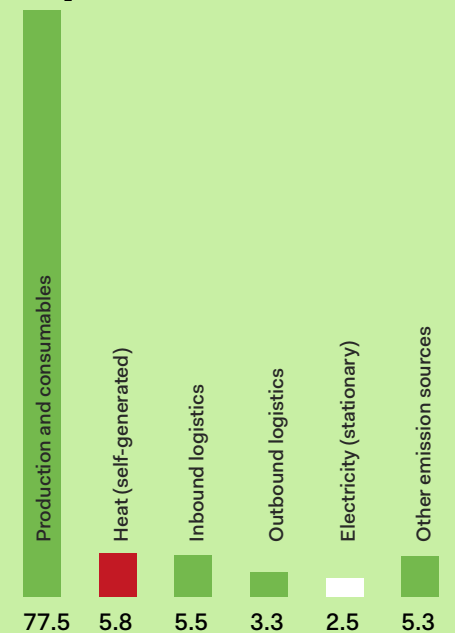 Production and consumables
Heat (self-generated)
Inbound logistics
Outbound logistics
Electricity (stationary)
Other emission sources
77.5 5.8 5.5 3.3 2.5 5.3